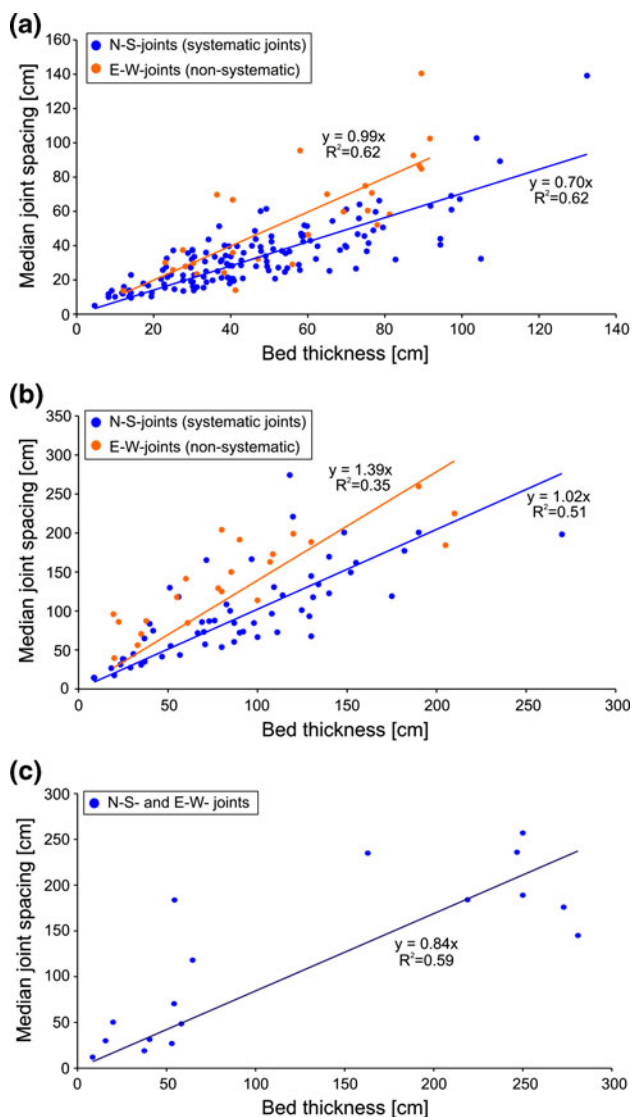 (a)
160
140
120
100
80
60
40
20
0
Median joint spacing [cm]
N-S-joints (systematic joints)
E-W-joints (non-systematic)
y = 0.99x
R²=0.62
y = 0.70x
R²=0.62
0 20 40 60 80 100 120 140
Bed thickness [cm]
(b)
350
300
250
200
150
100
50
0
Median joint spacing [cm]
N-S-joints (systematic joints)
E-W-joints (non-systematic)
y = 1.39x
R²=0.35
y = 1.02x
R²=0.51
0 50 100 150 200 250 300
Bed thickness [cm]
(c)
300
250
200
150
100
50
0
Median joint spacing [cm]
N-S- and E-W- joints
y = 0.84x
R²=0.59
0 50 100 150 200 250 300
Bed thickness [cm]